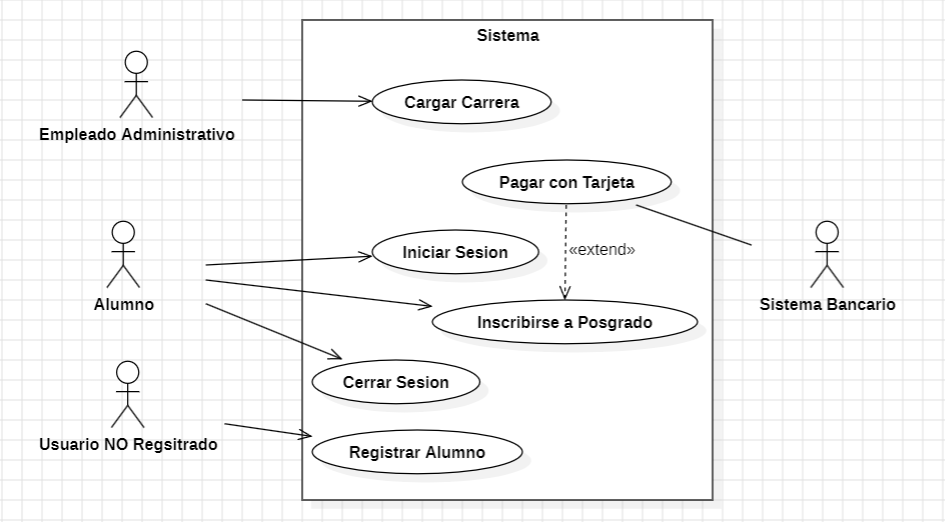 Sistema
Cargar Carrera
Empleado Administrativo
Pagar con Tarjeta
Iniciar Sesion
«extend»
Alumno
Sistema Bancario
Inscribirse a Posgrado
Cerrar Sesion
Usuario NO Regsitrado
Registrar Alumno